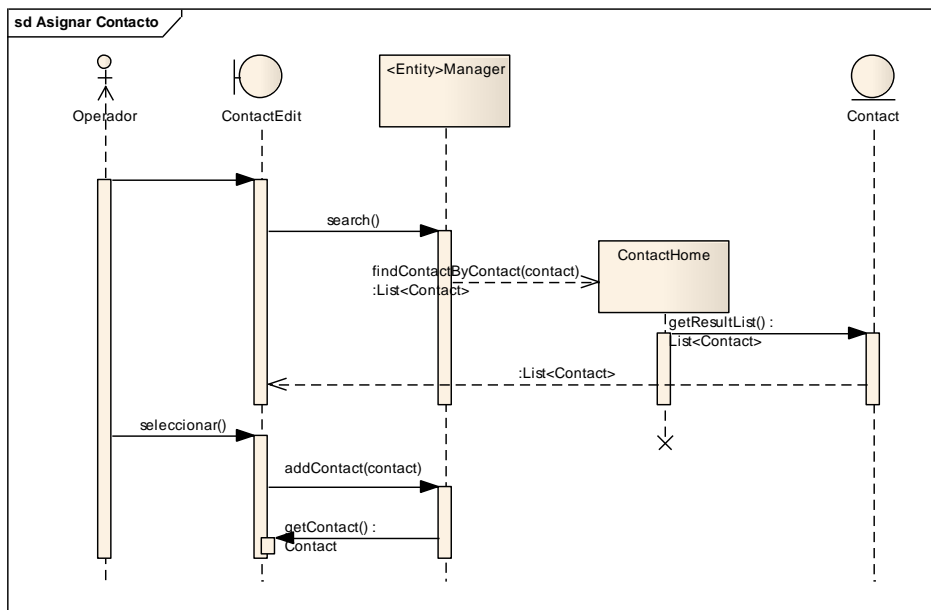 sd Asignar Contacto
Operador
ContactEdit
<Entity>Manager
Contact
search()
findContactByContact(contact)
:List<Contact>
ContactHome
getResultList() :
List<Contact>
:List<Contact>
seleccionar()
addContact(contact)
getContact() :
Contact